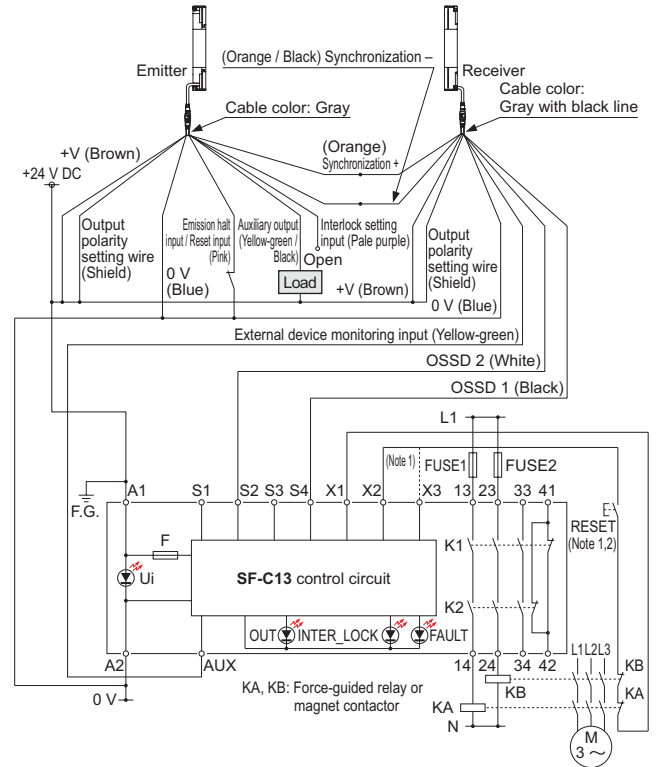 Emitter
(Orange / Black) Synchronization –
Receiver
Cable color: Gray
Cable color:
Gray with black line
+V (Brown)
+24 V DC
(Orange)
Synchronization +
Output
polarity
setting wire
(Shield)
0 V
(Blue)
Emission halt
input / Reset input
(Pink)
Auxiliary output
(Yellow-green /
Black)
Interlock setting
input (Pale purple)
Open
Load
+V (Brown)
Output
polarity
setting wire
(Shield)
0 V (Blue)
External device monitoring input (Yellow-green)
OSSD 2 (White)
OSSD 1 (Black)
L1
(Note 1)
FUSE1
FUSE2
F.G.
A1 S1 S2 S3 S4 X1 X2 X3 13 23 33 41
RESET
(Note 1,2)
F
K1
Ui
SF-C13 control circuit
K2
OUT INTER_LOCK FAULT
A2 AUX 14 24 34 42
L1L2L3
KB
KA
0 V
KA, KB: Force-guided relay or
magnet contactor
KB
KA
N
M
3 ~